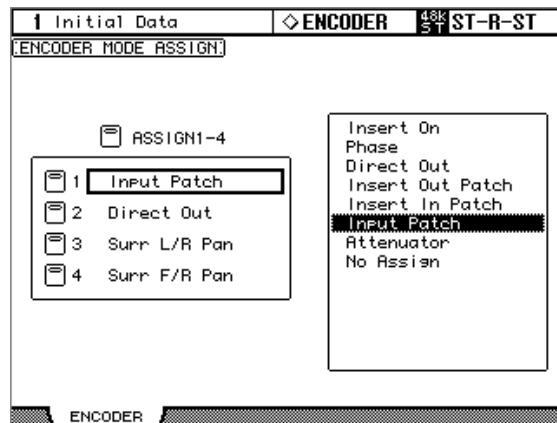 1 Initial Data ◇ENCODER 48k ST ST-R-ST
ENCODER MODE ASSIGN
ASSIGN1-4
1 Input Patch
2 Direct Out
3 Surr L/R Pan
4 Surr F/R Pan
Insert On
Phase
Direct Out
Insert Out Patch
Insert In Patch
Input Patch
Attenuator
No Assign
ENCODER